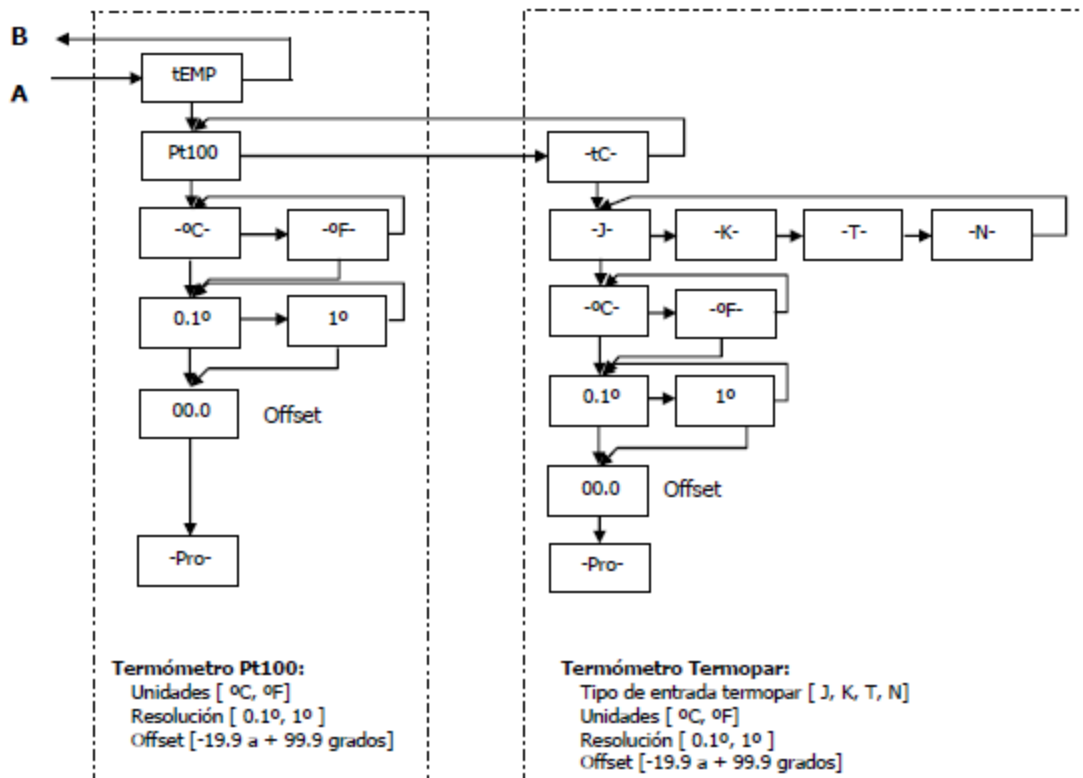 B
tEMP
A
Pt100
-tC-
-ºC-
-ºF-
-J-
-K-
-T-
-N-
0.1º
1º
-ºC-
-ºF-
00.0
Offset
0.1º
1º
00.0
Offset
-Pro-
-Pro-
Termómetro Pt100:
Unidades [ ºC, ºF]
Resolución [ 0.1º, 1º ]
Offset [-19.9 a + 99.9 grados]
Termómetro Termopar:
Tipo de entrada termopar [ J, K, T, N]
Unidades [ ºC, ºF]
Resolución [ 0.1º, 1º ]
Offset [-19.9 a + 99.9 grados]